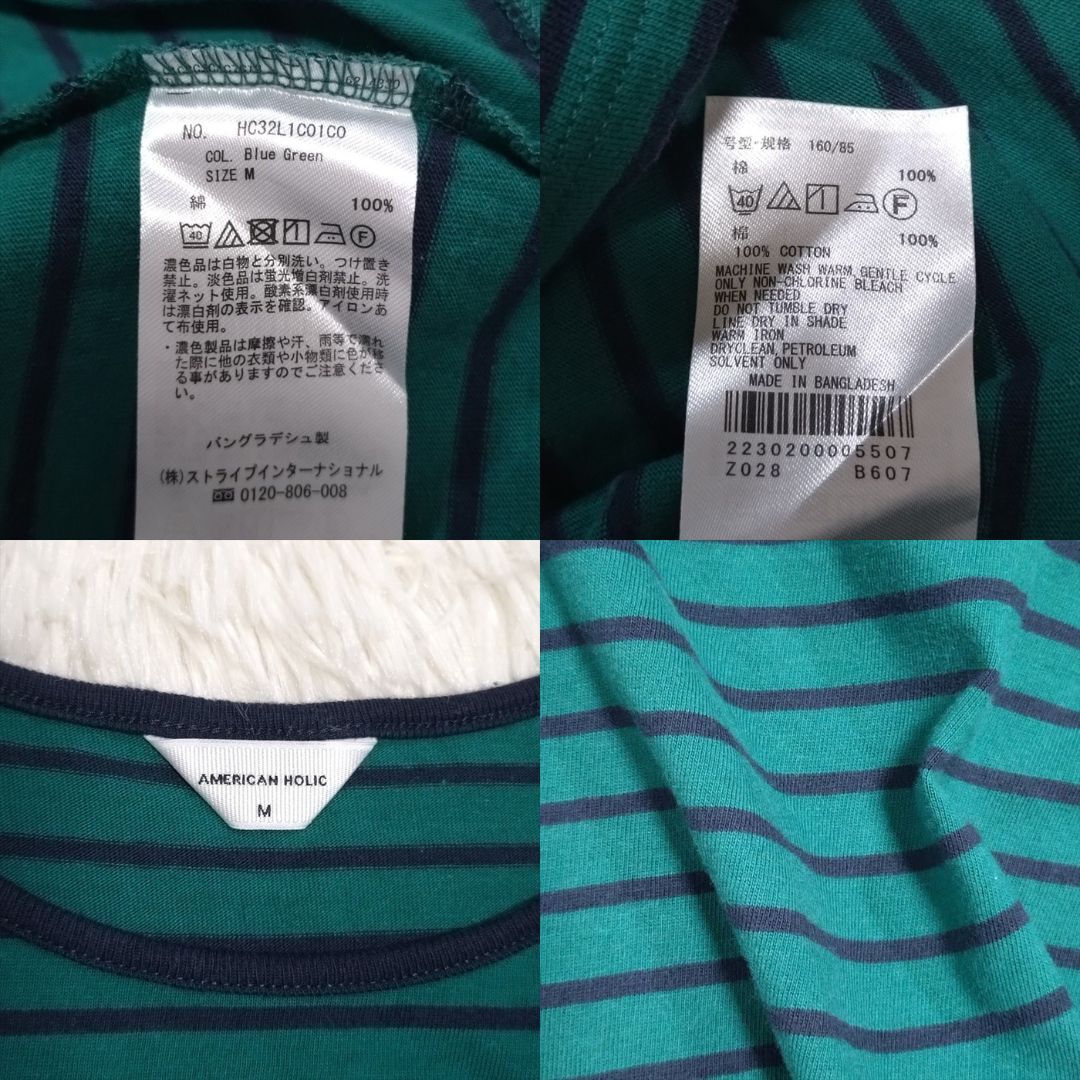 NO. HC32L1C01C0
COL. Blue Green
SIZE M
綿 100%
40 F
濃色品は白物と分別洗い。つけ置き
禁止。淡色品は蛍光増白剤禁止。洗
濯ネット使用。酸素系漂白剤使用時
は漂白剤の表示を確認。アイロンあ
て布使用。
・濃色製品は摩擦や汗、雨等で濡れ
た際に他の衣類や小物類に色が移
る事がありますのでご注意くださ
い。
バングラデシュ製
(株)ストライプインターナショナル
0120-806-008
号型・規格 160/85
棉 100%
40 F
棉 100%
100% COTTON
MACHINE WASH WARM, GENTLE CYCLE
ONLY NON-CHLORINE BLEACH
WHEN NEEDED
DO NOT TUMBLE DRY
LINE DRY IN SHADE
WARM IRON
DRYCLEAN, PETROLEUM
SOLVENT ONLY
MADE IN BANGLADESH
2230200005507
Z028 B607
AMERICAN HOLIC
M